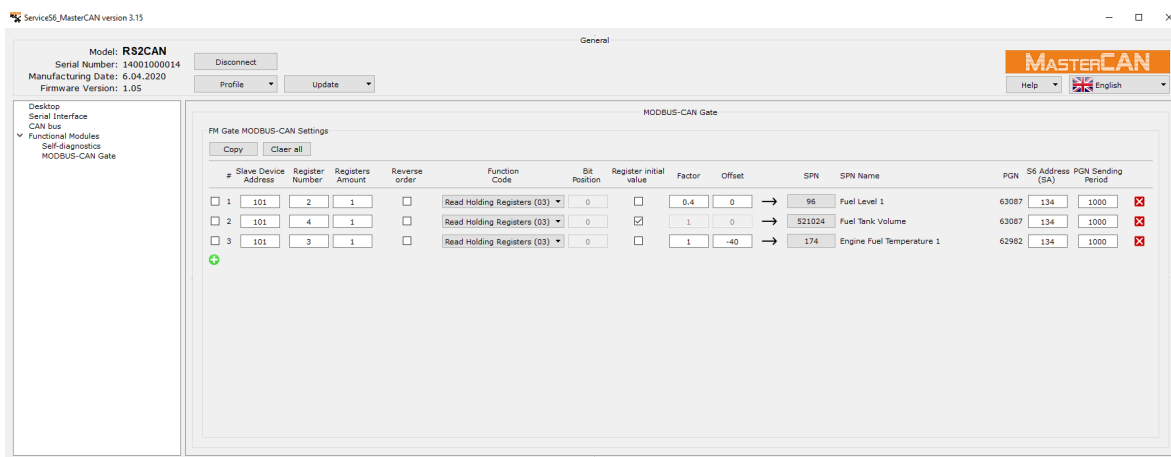 ServiceS6_MasterCAN version 3.15
General
Model: RS2CAN
Serial Number: 14001000014
Manufacturing Date: 6.04.2020
Firmware Version: 1.05
Disconnect
Profile
Update
MASTERCAN
Help
English
Desktop
Serial Interface
CAN bus
Functional Modules
Self-diagnostics
MODBUS-CAN Gate
MODBUS-CAN Gate
FM Gate MODBUS-CAN Settings
Copy Claer all
# Slave Device Address Register Number Registers Amount Reverse order Function Code Bit Position Register initial value Factor Offset SPN SPN Name PGN S6 Address (SA) PGN Sending Period
1 101 2 1 Read Holding Registers (03) 0 0.4 0 → 96 Fuel Level 1 63087 134 1000
2 101 4 1 Read Holding Registers (03) 0 1 0 → 521024 Fuel Tank Volume 63087 134 1000
3 101 3 1 Read Holding Registers (03) 0 1 -40 → 174 Engine Fuel Temperature 1 62982 134 1000